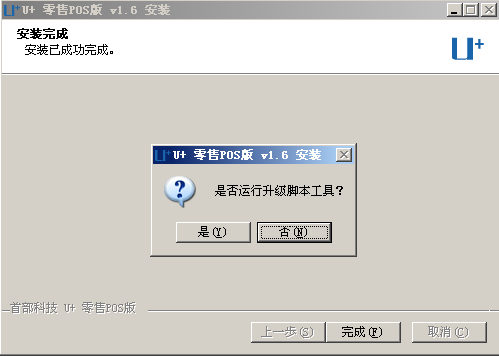 U+ 零售POS版 v1.6 安装
安装完成
安装已成功完成。
U+
U+ 零售POS版 v1.6 安装
是否运行升级脚本工具？
是(Y)
否(N)
首部科技 U+ 零售POS版
上一步(S)
完成(F)
取消(C)